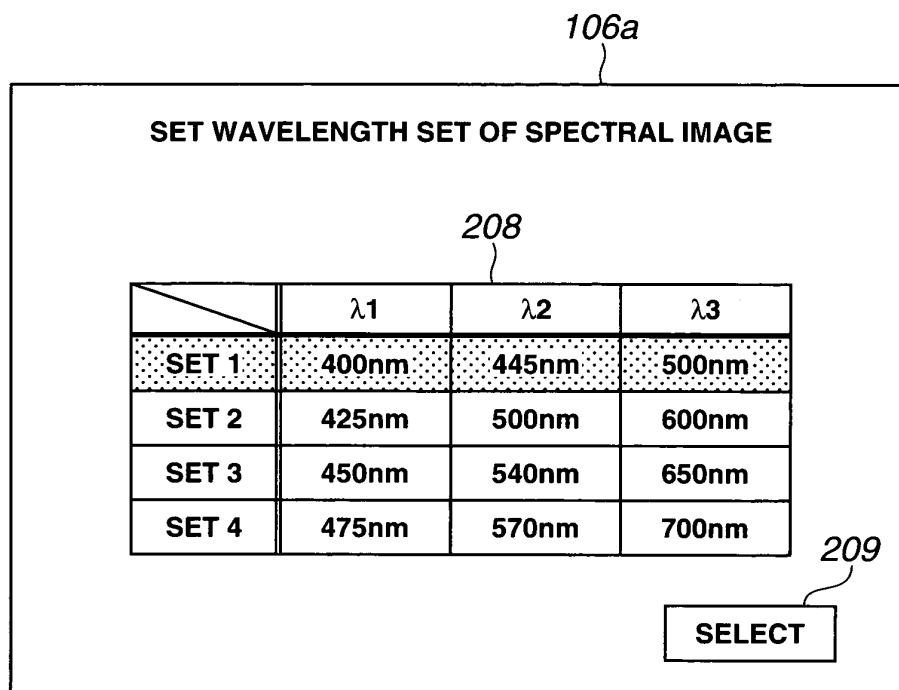 106a
SET WAVELENGTH SET OF SPECTRAL IMAGE
208
λ1 λ2 λ3
SET 1 400nm 445nm 500nm
SET 2 425nm 500nm 600nm
SET 3 450nm 540nm 650nm
SET 4 475nm 570nm 700nm
209
SELECT